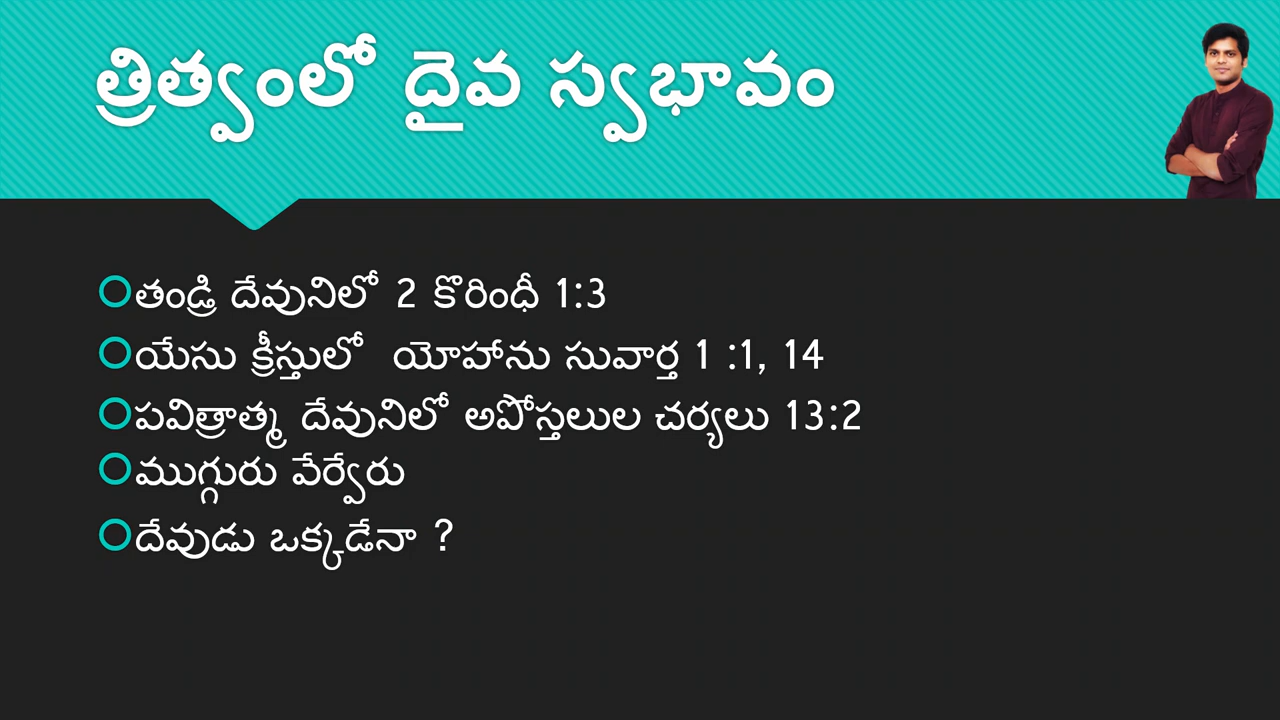 త్రిత్వంలో దైవ స్వభావం
తండ్రి దేవునిలో 2 కొరింథీ 1:3
యేసు క్రీస్తులో యోహాను సువార్త 1 :1, 14
పవిత్రాత్మ దేవునిలో అపోస్తలుల చర్యలు 13:2
ముగ్గురు వేర్వేరు
దేవుడు ఒక్కడేనా ?